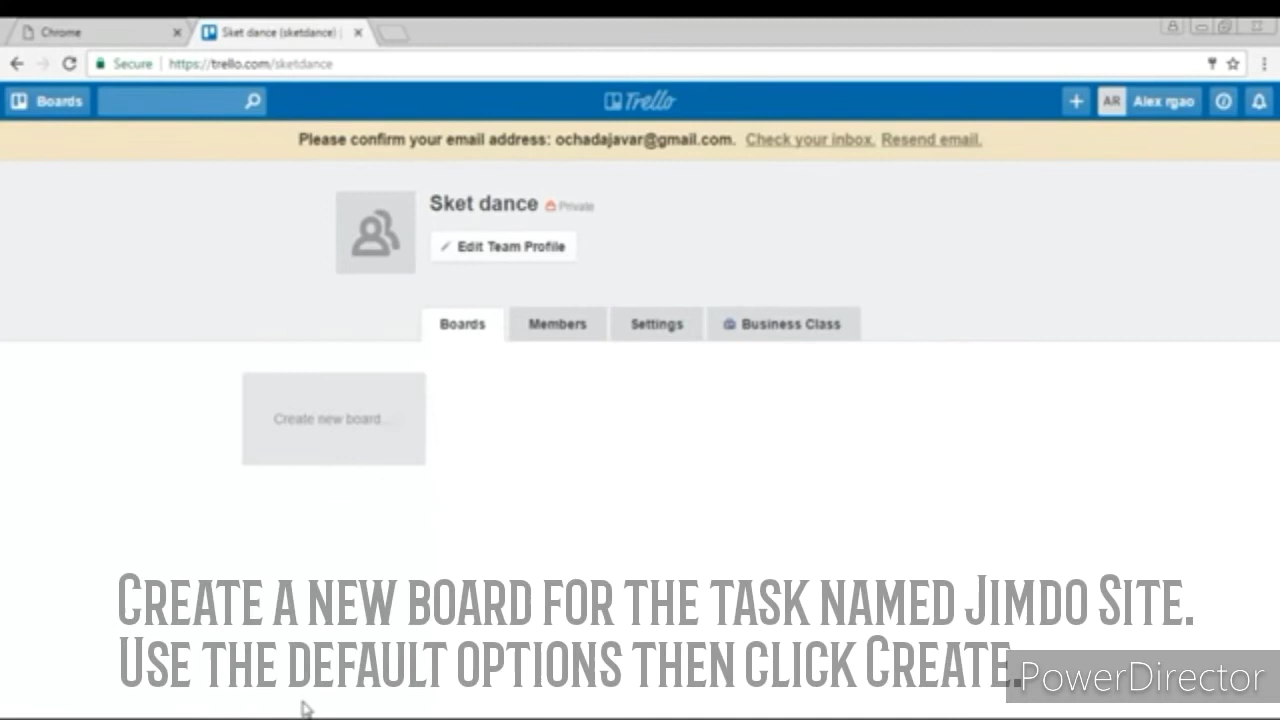 Chrome
Sket dance (sketdance) |
Secure | https://trello.com/sketdance
Boards
Trello
AR Alex rgao
Please confirm your email address: ochadajavar@gmail.com. Check your inbox. Resend email.
Sket dance Private
Edit Team Profile
Boards Members Settings Business Class
Create new board...
Create a new board for the task named Jimdo Site.
Use the default options then click Create.
PowerDirector